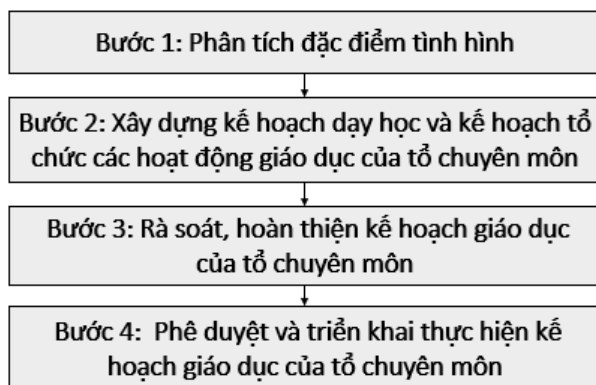 Bước 1: Phân tích đặc điểm tình hình
Bước 2: Xây dựng kế hoạch dạy học và kế hoạch tổ
chức các hoạt động giáo dục của tổ chuyên môn
Bước 3: Rà soát, hoàn thiện kế hoạch giáo dục
của tổ chuyên môn
Bước 4: Phê duyệt và triển khai thực hiện kế
hoạch giáo dục của tổ chuyên môn